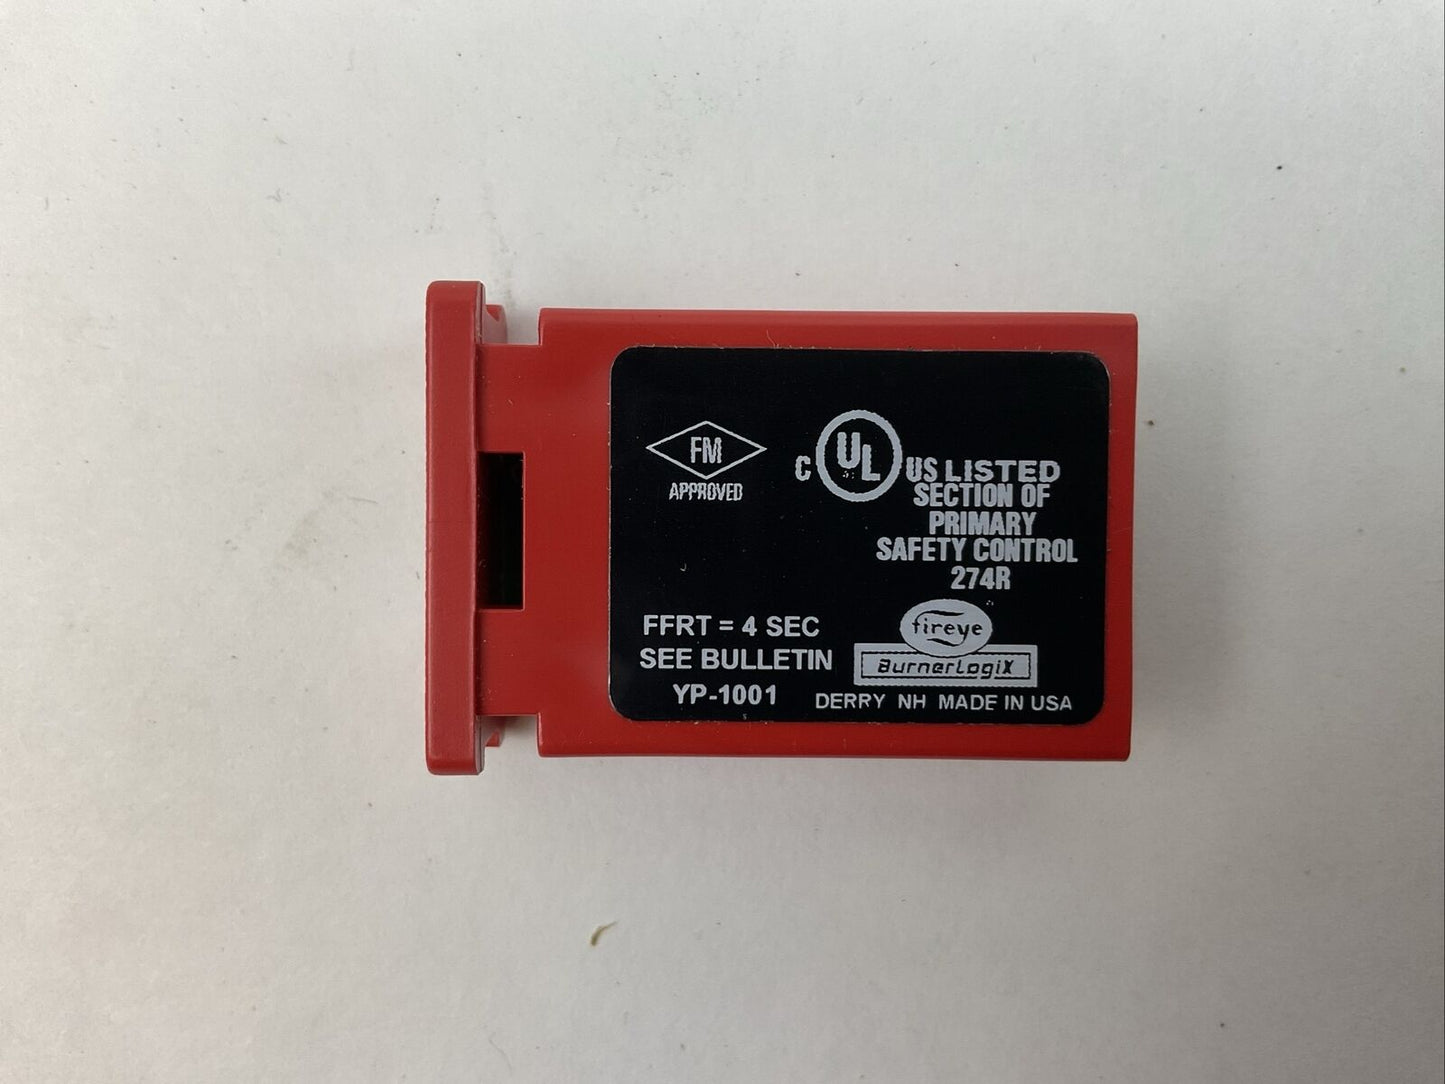 FM
APPROVED
C UL US LISTED
SECTION OF
PRIMARY
SAFETY CONTROL
274R
FFRT = 4 SEC
SEE BULLETIN
YP-1001
fireye
BurnerLogiX
DERRY NH MADE IN USA